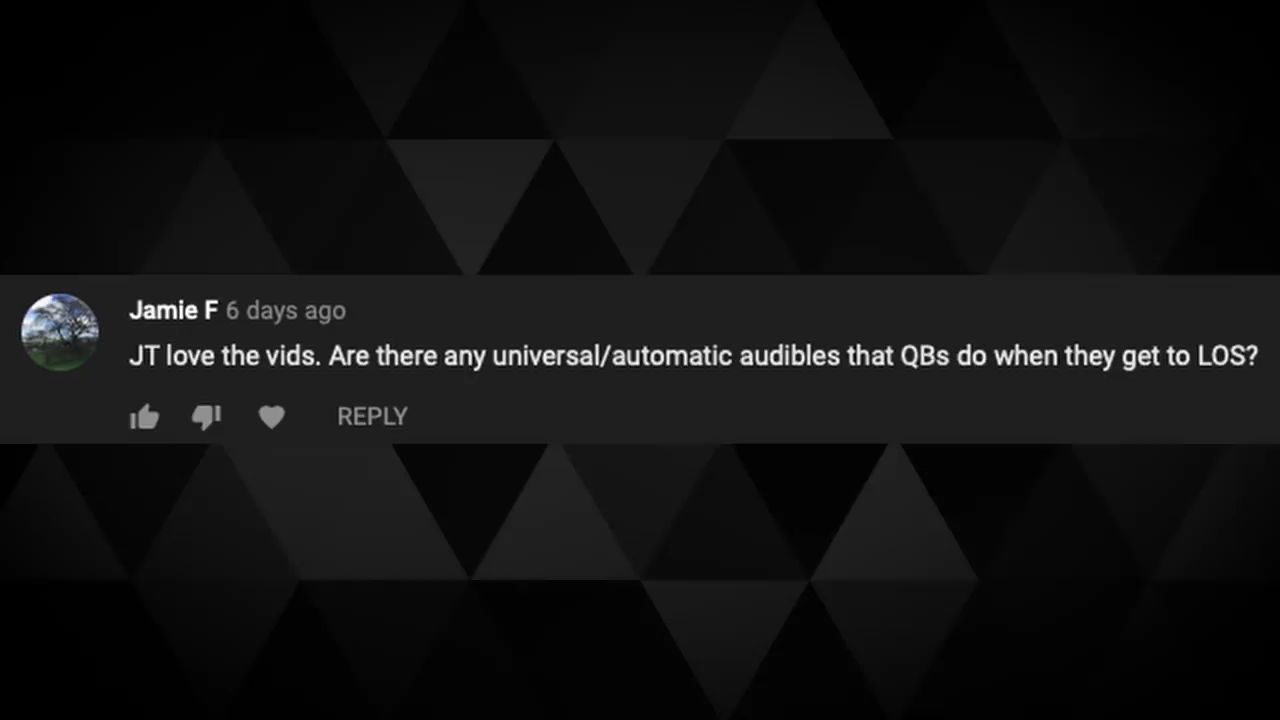 Jamie F 6 days ago
JT love the vids. Are there any universal/automatic audibles that QBs do when they get to LOS?
REPLY